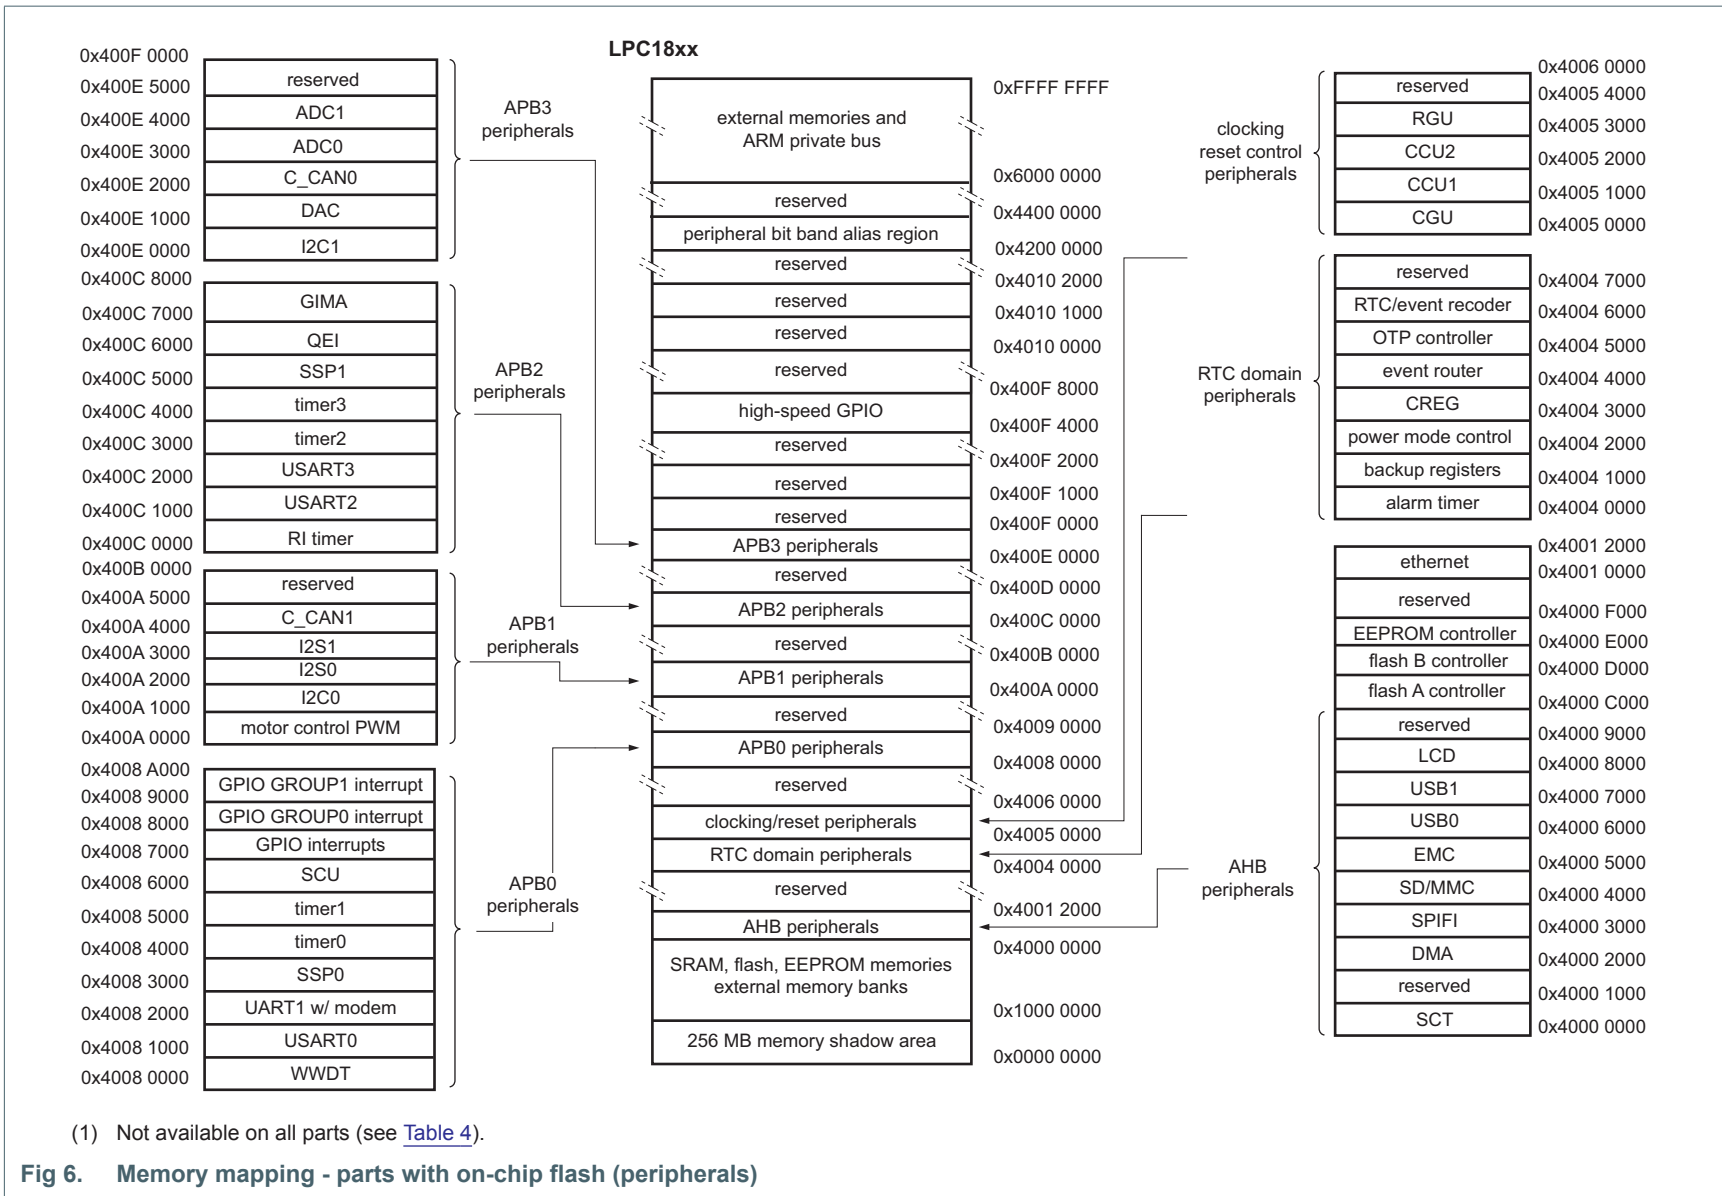 LPC18xx
0x400F 0000
reserved
0x400E 5000
ADC1
0x400E 4000
ADC0
0x400E 3000
C_CAN0
0x400E 2000
DAC
0x400E 1000
I2C1
0x400E 0000
APB3
peripherals
0x400C 8000
GIMA
0x400C 7000
QEI
0x400C 6000
SSP1
0x400C 5000
timer3
0x400C 4000
timer2
0x400C 3000
USART3
0x400C 2000
USART2
0x400C 1000
RI timer
0x400C 0000
APB2
peripherals
0x400B 0000
reserved
0x400A 5000
C_CAN1
0x400A 4000
I2S1
0x400A 3000
I2S0
0x400A 2000
I2C0
0x400A 1000
motor control PWM
0x400A 0000
APB1
peripherals
0x4008 A000
GPIO GROUP1 interrupt
0x4008 9000
GPIO GROUP0 interrupt
0x4008 8000
GPIO interrupts
0x4008 7000
SCU
0x4008 6000
timer1
0x4008 5000
timer0
0x4008 4000
SSP0
0x4008 3000
UART1 w/ modem
0x4008 2000
USART0
0x4008 1000
WWDT
0x4008 0000
APB0
peripherals
0xFFFF FFFF
external memories and
ARM private bus
0x6000 0000
reserved
0x4400 0000
peripheral bit band alias region
0x4200 0000
reserved
0x4010 2000
reserved
0x4010 1000
reserved
0x4010 0000
reserved
0x400F 8000
high-speed GPIO
0x400F 4000
reserved
0x400F 2000
reserved
0x400F 1000
reserved
0x400F 0000
APB3 peripherals
0x400E 0000
reserved
0x400D 0000
APB2 peripherals
0x400C 0000
reserved
0x400B 0000
APB1 peripherals
0x400A 0000
reserved
0x4009 0000
APB0 peripherals
0x4008 0000
reserved
0x4006 0000
clocking/reset peripherals
0x4005 0000
RTC domain peripherals
0x4004 0000
reserved
0x4001 2000
AHB peripherals
0x4000 0000
SRAM, flash, EEPROM memories
external memory banks
0x1000 0000
256 MB memory shadow area
0x0000 0000
clocking
reset control
peripherals
0x4006 0000
reserved
0x4005 4000
RGU
0x4005 3000
CCU2
0x4005 2000
CCU1
0x4005 1000
CGU
0x4005 0000
RTC domain
peripherals
reserved
0x4004 7000
RTC/event recoder
0x4004 6000
OTP controller
0x4004 5000
event router
0x4004 4000
CREG
0x4004 3000
power mode control
0x4004 2000
backup registers
0x4004 1000
alarm timer
0x4004 0000
0x4001 2000
ethernet
0x4001 0000
reserved
0x4000 F000
EEPROM controller
0x4000 E000
flash B controller
0x4000 D000
flash A controller
0x4000 C000
AHB
peripherals
reserved
0x4000 9000
LCD
0x4000 8000
USB1
0x4000 7000
USB0
0x4000 6000
EMC
0x4000 5000
SD/MMC
0x4000 4000
SPIFI
0x4000 3000
DMA
0x4000 2000
reserved
0x4000 1000
SCT
0x4000 0000
(1) Not available on all parts (see Table 4).
Fig 6. Memory mapping - parts with on-chip flash (peripherals)